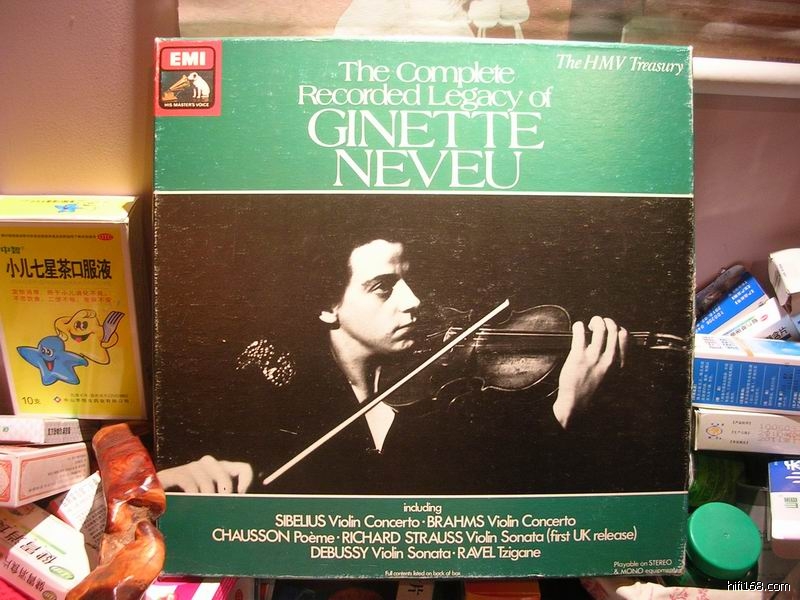 EMI
HIS MASTER'S VOICE
The HMV Treasury
The Complete
Recorded Legacy of
GINETTE
NEVEU
including
SIBELIUS Violin Concerto · BRAHMS Violin Concerto
CHAUSSON Poème · RICHARD STRAUSS Violin Sonata (first UK release)
DEBUSSY Violin Sonata · RAVEL Tzigane
Full contents listed on back of box
Playable on STEREO
& MONO equipment
中智
小儿七星茶口服液
10支
hifi168.com